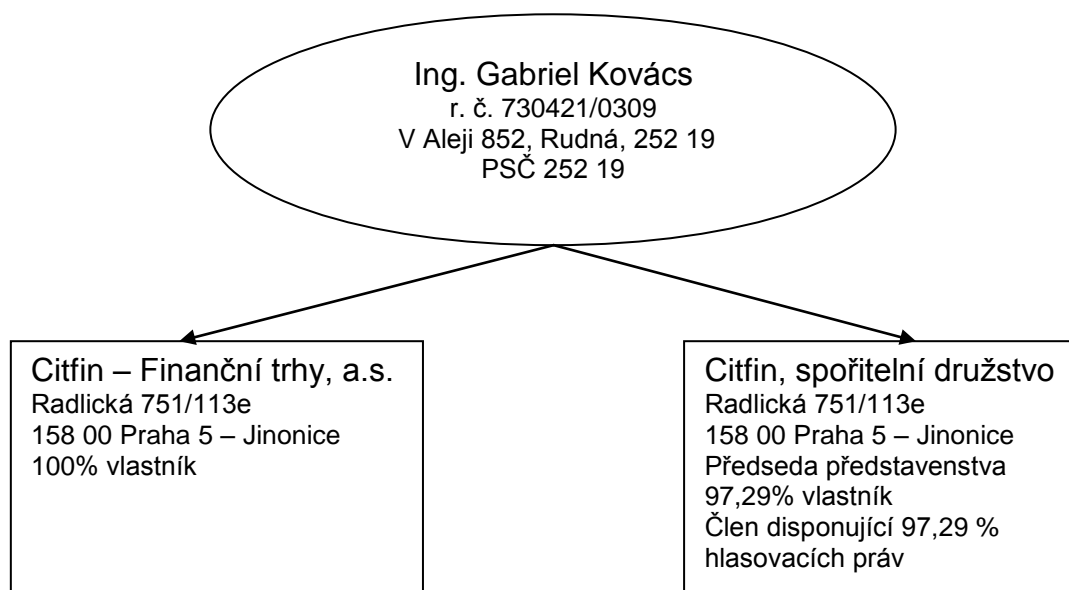 Ing. Gabriel Kovács
r. č. 730421/0309
V Aleji 852, Rudná, 252 19
PSČ 252 19
Citfin – Finanční trhy, a.s.
Radlická 751/113e
158 00 Praha 5 – Jinonice
100% vlastník
Citfin, spořitelní družstvo
Radlická 751/113e
158 00 Praha 5 – Jinonice
Předseda představenstva
97,29% vlastník
Člen disponující 97,29 %
hlasovacích práv